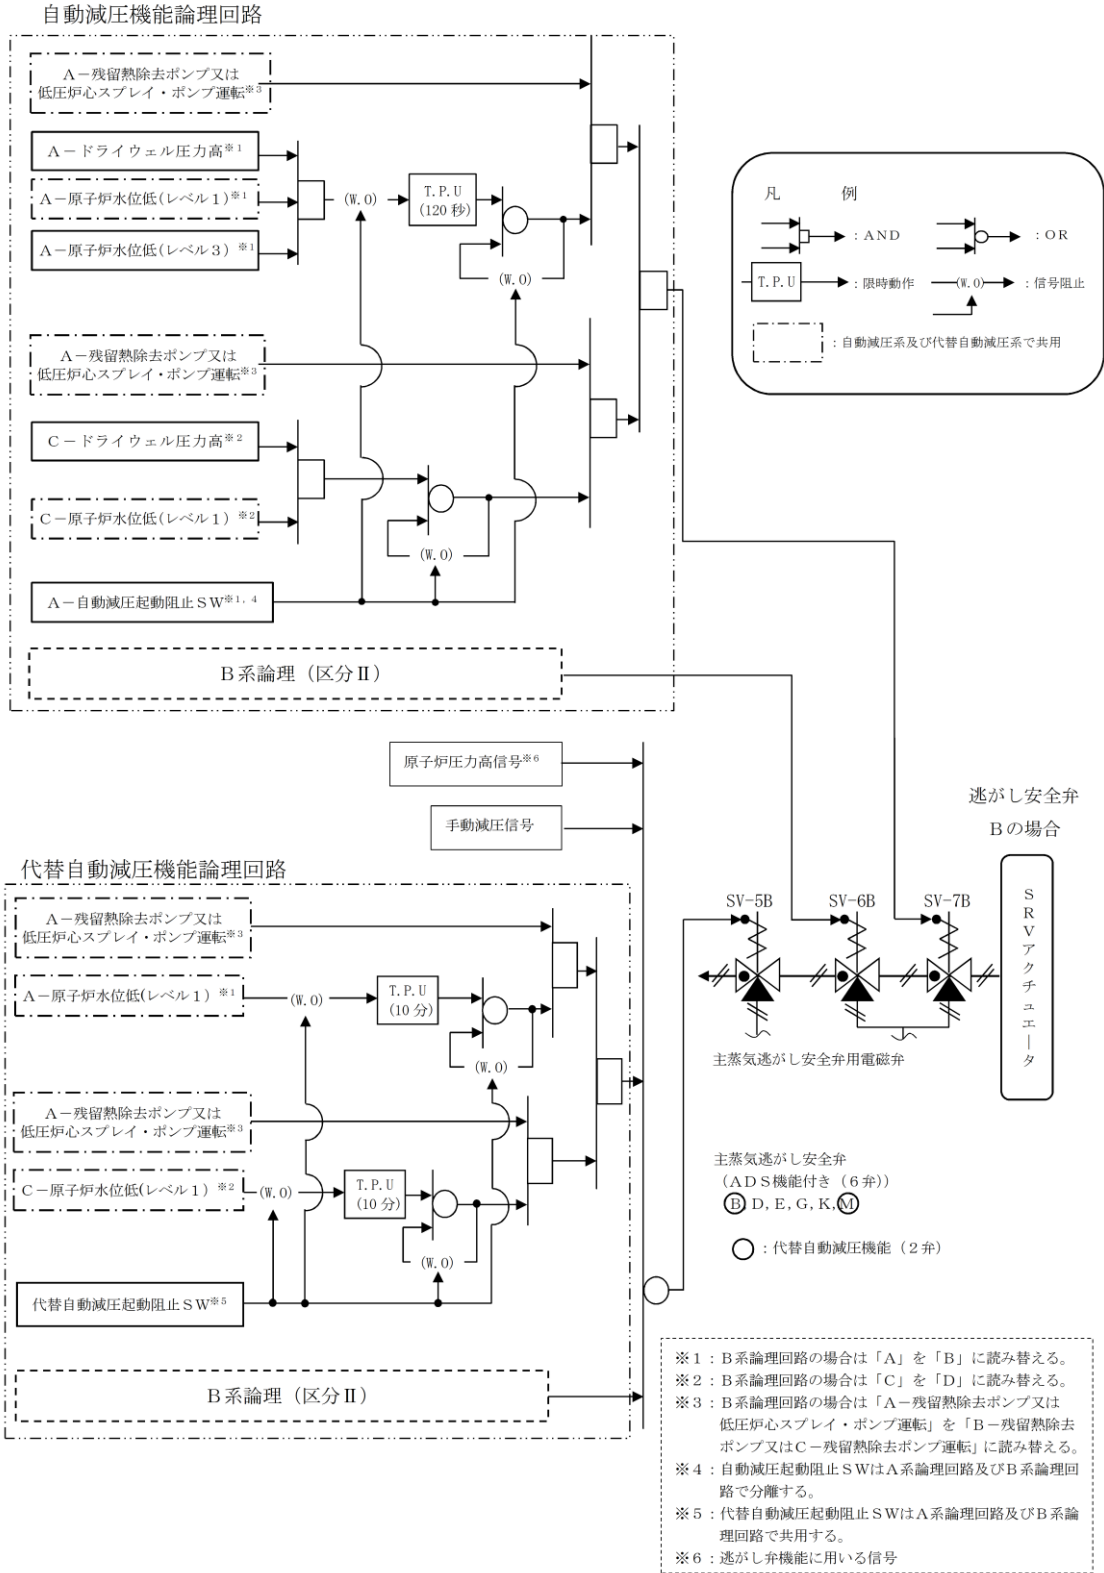 自動減圧機能論理回路
A－残留熱除去ポンプ又は
低圧炉心スプレイ・ポンプ運転※3
A－ドライウェル圧力高※1
A－原子炉水位低(レベル1)※1
A－原子炉水位低(レベル3)※1
(W.O)
T.P.U
(120秒)
(W.O)
A－残留熱除去ポンプ又は
低圧炉心スプレイ・ポンプ運転※3
C－ドライウェル圧力高※2
C－原子炉水位低(レベル1)※2
(W.O)
A－自動減圧起動阻止SW※1,4
B系論理（区分Ⅱ）
凡　例
：AND
：OR
T.P.U
：限時動作
(W.O)
：信号阻止
：自動減圧系及び代替自動減圧系で共用
原子炉圧力高信号※6
手動減圧信号
代替自動減圧機能論理回路
A－残留熱除去ポンプ又は
低圧炉心スプレイ・ポンプ運転※3
A－原子炉水位低(レベル1)※1
(W.O)
T.P.U
(10分)
(W.O)
A－残留熱除去ポンプ又は
低圧炉心スプレイ・ポンプ運転※3
C－原子炉水位低(レベル1)※2
(W.O)
T.P.U
(10分)
(W.O)
代替自動減圧起動阻止SW※5
B系論理（区分Ⅱ）
逃がし安全弁
Bの場合
SV-5B
SV-6B
SV-7B
SRVアクチュエータ
主蒸気逃がし安全弁用電磁弁
主蒸気逃がし安全弁
（ADS機能付き（6弁））
B, D, E, G, K, M
：代替自動減圧機能（2弁）
※1：B系論理回路の場合は「A」を「B」に読み替える。
※2：B系論理回路の場合は「C」を「D」に読み替える。
※3：B系論理回路の場合は「A－残留熱除去ポンプ又は
低圧炉心スプレイ・ポンプ運転」を「B－残留熱除去
ポンプ又はC－残留熱除去ポンプ運転」に読み替える。
※4：自動減圧起動阻止SWはA系論理回路及びB系論理回
路で分離する。
※5：代替自動減圧起動阻止SWはA系論理回路及びB系論
理回路で共用する。
※6：逃がし弁機能に用いる信号